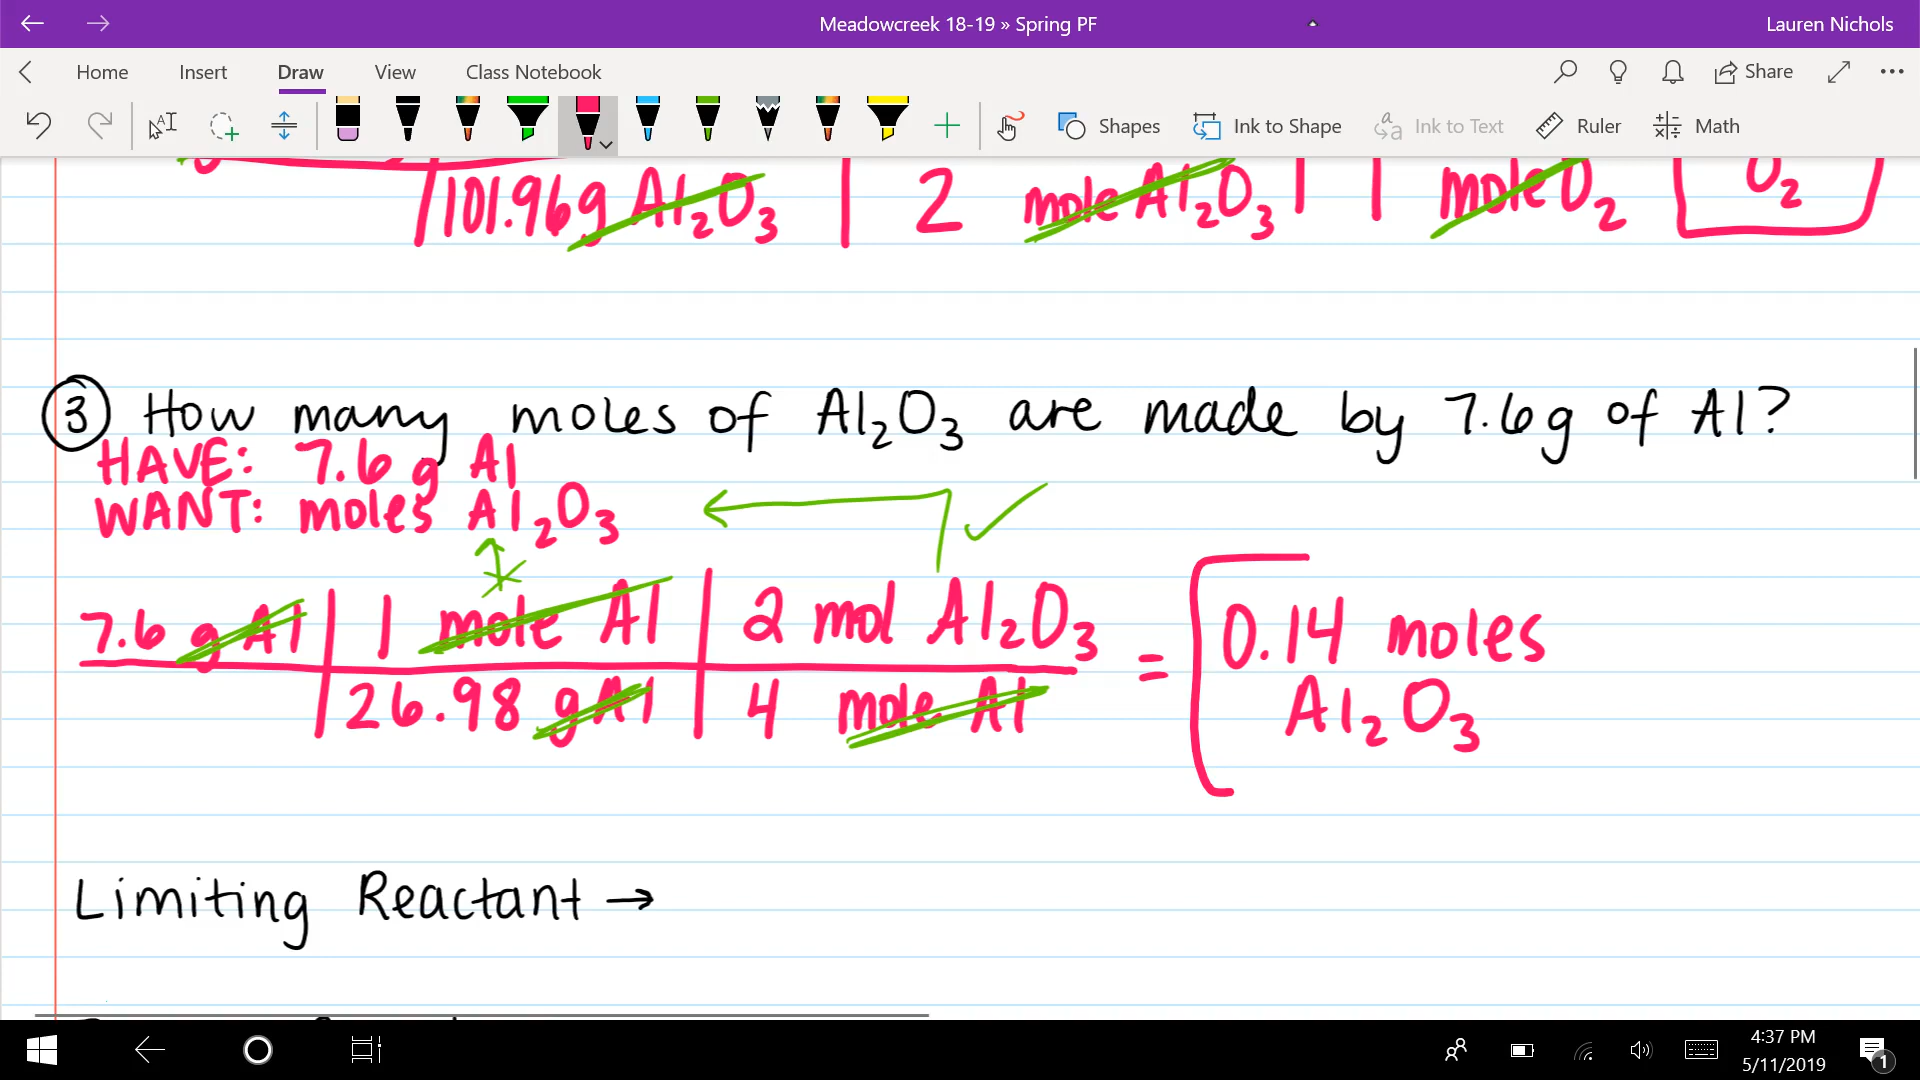 Meadowcreek 18-19 » Spring PF
Lauren Nichols
Home Insert Draw View Class Notebook Share
Shapes Ink to Shape Ink to Text Ruler Math
101.96g Al₂O₃ | 2 mole Al₂O₃ | 1 mole O₂ O₂
③ How many moles of Al₂O₃ are made by 7.6g of Al?
HAVE: 7.6 g Al
WANT: moles Al₂O₃
7.6 g Al | 1 mole Al | 2 mol Al₂O₃
26.98 g Al | 4 mole Al
= 0.14 moles
Al₂O₃
Limiting Reactant →
4:37 PM
5/11/2019
1